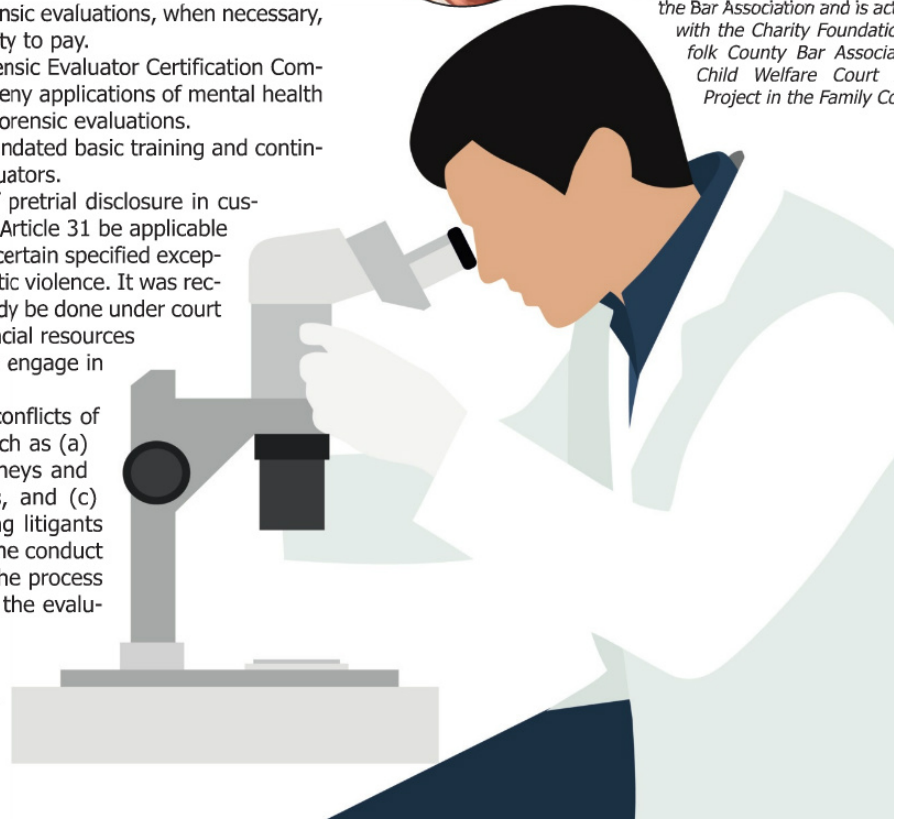 nsic evaluations, when necessary,
ty to pay.
ensic Evaluator Certification Com-
eny applications of mental health
orensic evaluations.
ndated basic training and contin-
uators.
pretrial disclosure in cus-
Article 31 be applicable
certain specified excep-
tic violence. It was rec-
dy be done under court
ncial resources
engage in
conflicts of
ch as (a)
neys and
, and (c)
ng litigants
he conduct
he process
the evalu-
the Bar Association and is act
with the Charity Foundatio
folk County Bar Associa
Child Welfare Court
Project in the Family Co